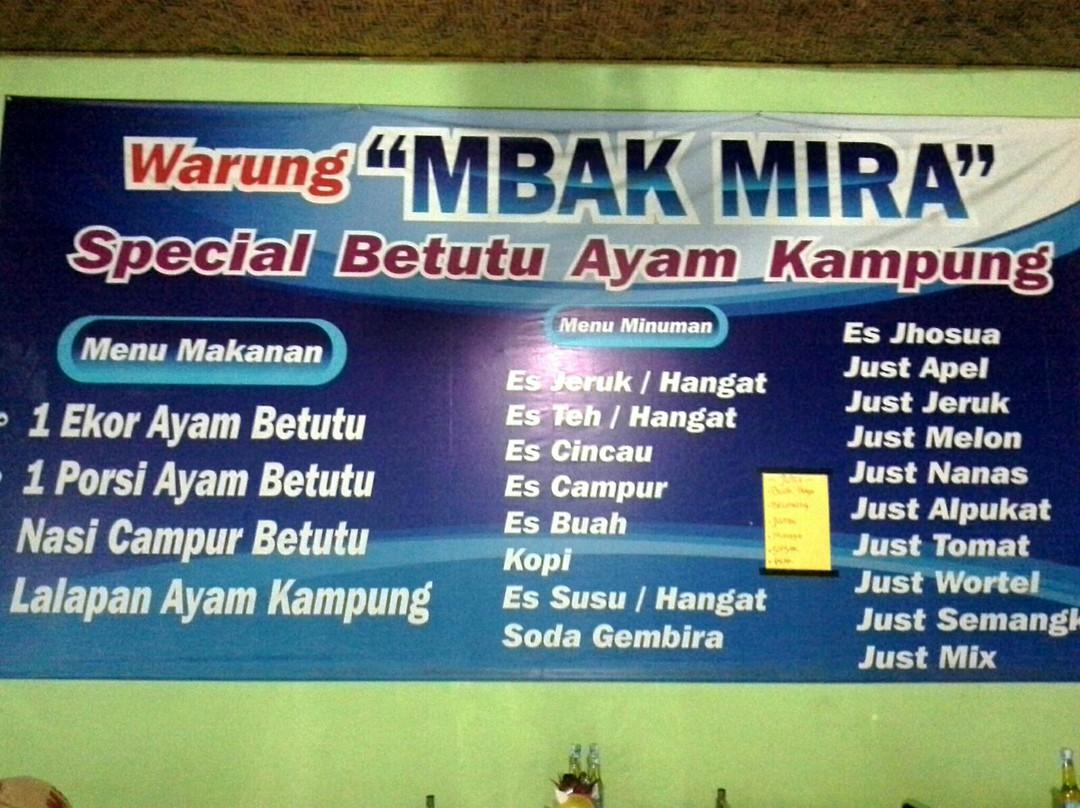 Warung “MBAK MIRA”
Special Betutu Ayam Kampung
Menu Makanan
1 Ekor Ayam Betutu
1 Porsi Ayam Betutu
Nasi Campur Betutu
Lalapan Ayam Kampung
Menu Minuman
Es Jeruk / Hangat
Es Teh / Hangat
Es Cincau
Es Campur
Es Buah
Kopi
Es Susu / Hangat
Soda Gembira
Es Jhosua
Just Apel
Just Jeruk
Just Melon
Just Nanas
Just Alpukat
Just Tomat
Just Wortel
Just Semangk
Just Mix